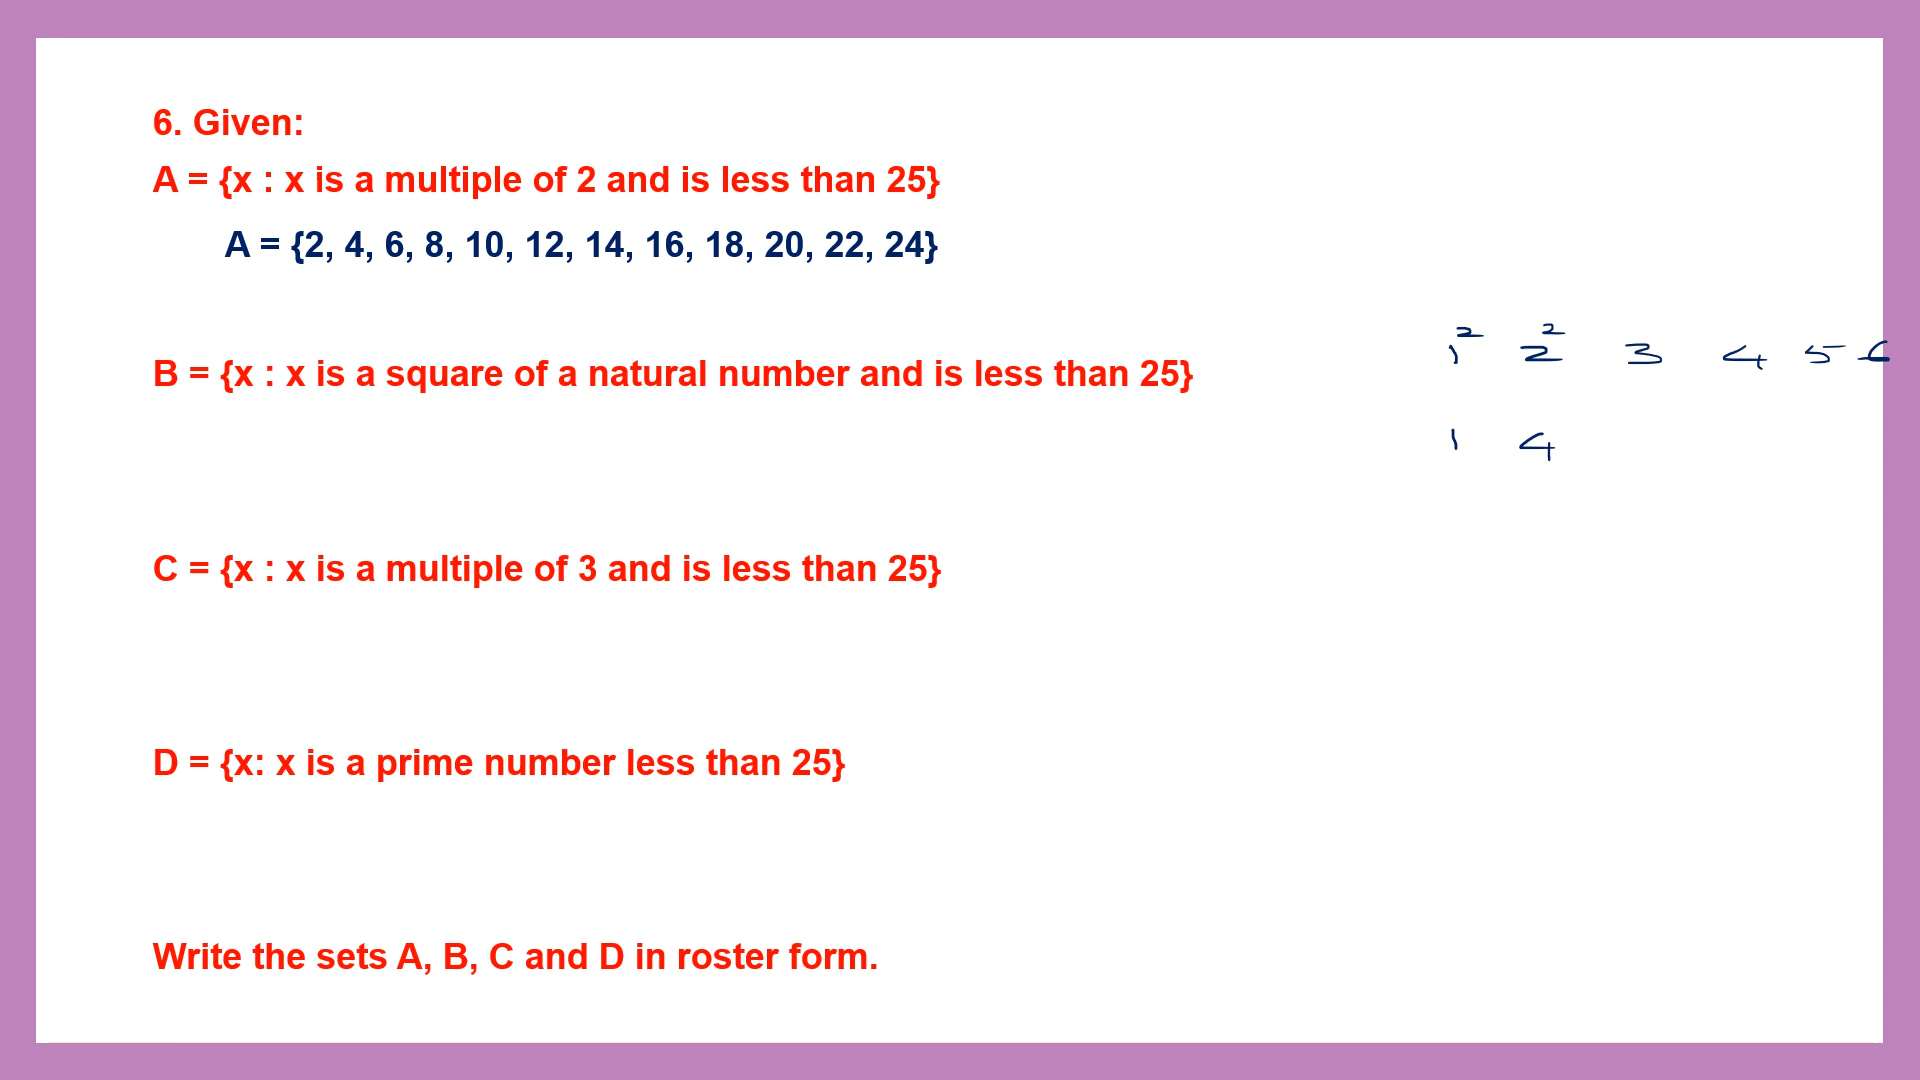 6. Given:
A = {x : x is a multiple of 2 and is less than 25}
A = {2, 4, 6, 8, 10, 12, 14, 16, 18, 20, 22, 24}
B = {x : x is a square of a natural number and is less than 25}
1² 2² 3 4 5 6
1 4
C = {x : x is a multiple of 3 and is less than 25}
D = {x: x is a prime number less than 25}
Write the sets A, B, C and D in roster form.